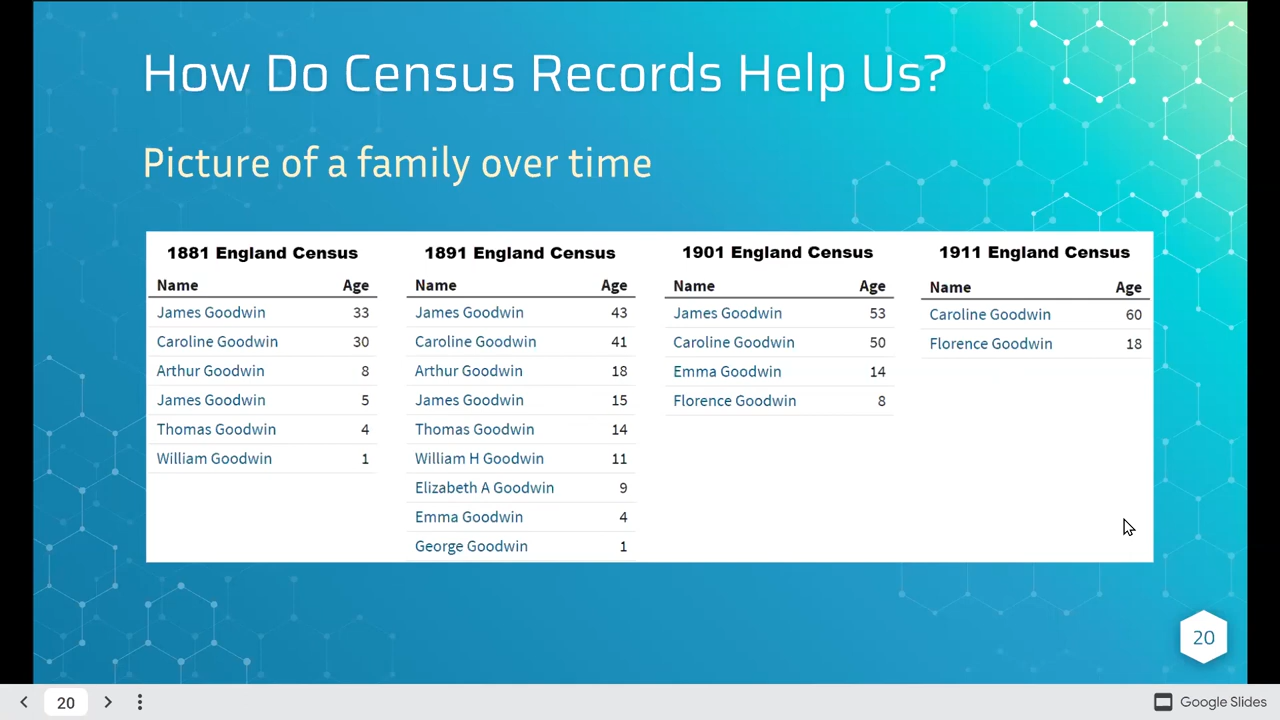 How Do Census Records Help Us?
Picture of a family over time
1881 England Census
Name Age
James Goodwin 33
Caroline Goodwin 30
Arthur Goodwin 8
James Goodwin 5
Thomas Goodwin 4
William Goodwin 1
1891 England Census
Name Age
James Goodwin 43
Caroline Goodwin 41
Arthur Goodwin 18
James Goodwin 15
Thomas Goodwin 14
William H Goodwin 11
Elizabeth A Goodwin 9
Emma Goodwin 4
George Goodwin 1
1901 England Census
Name Age
James Goodwin 53
Caroline Goodwin 50
Emma Goodwin 14
Florence Goodwin 8
1911 England Census
Name Age
Caroline Goodwin 60
Florence Goodwin 18
20
20
Google Slides